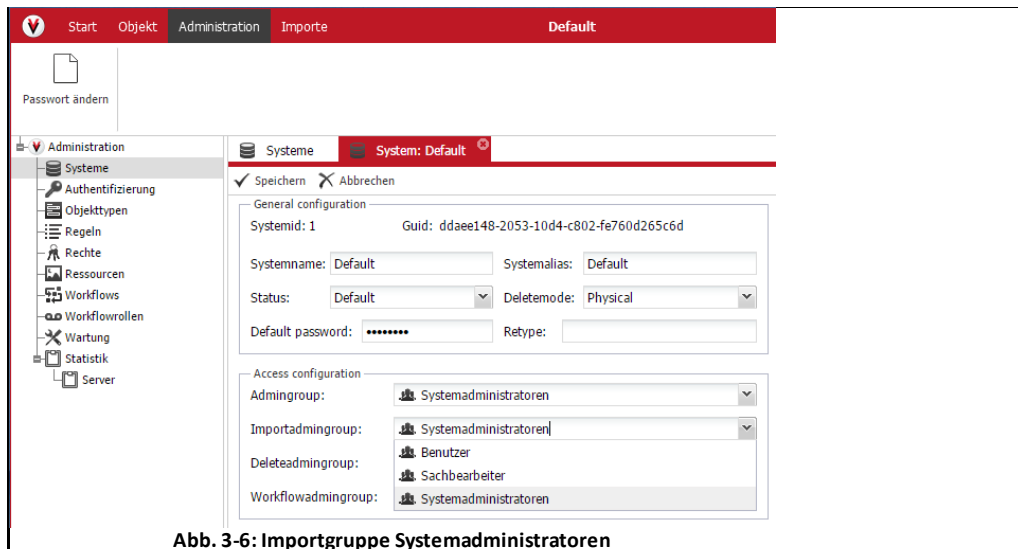 Start Objekt Administration Importe Default
Passwort ändern
Administration
Systeme
Authentifizierung
Objekttypen
Regeln
Rechte
Ressourcen
Workflows
Workflowrollen
Wartung
Statistik
Server
Systeme System: Default
Speichern Abbrechen
General configuration
Systemid: 1 Guid: ddaee148-2053-10d4-c802-fe760d265c6d
Systemname: Default Systemalias: Default
Status: Default Deletemode: Physical
Default password: •••••••• Retype:
Access configuration
Admingroup: Systemadministratoren
Importadmingroup: Systemadministratoren
Benutzer
Deleteadmingroup:
Sachbearbeiter
Workflowadmingroup: Systemadministratoren
Abb. 3-6: Importgruppe Systemadministratoren